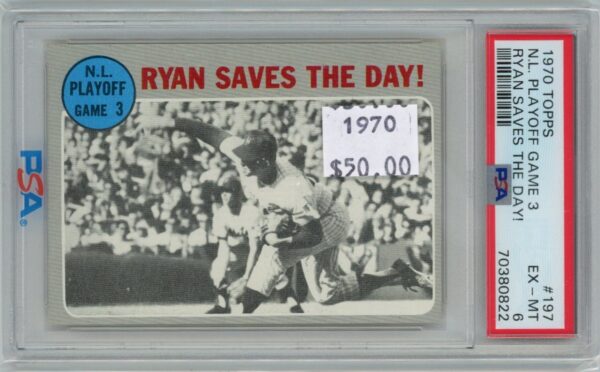 N.L.
PLAYOFF
GAME 3
RYAN SAVES THE DAY!
1970
$50.00
PSA
1970 TOPPS
N.L. PLAYOFF GAME 3
RYAN SAVES THE DAY!
PSA
#197
EX - MT
6
70380822